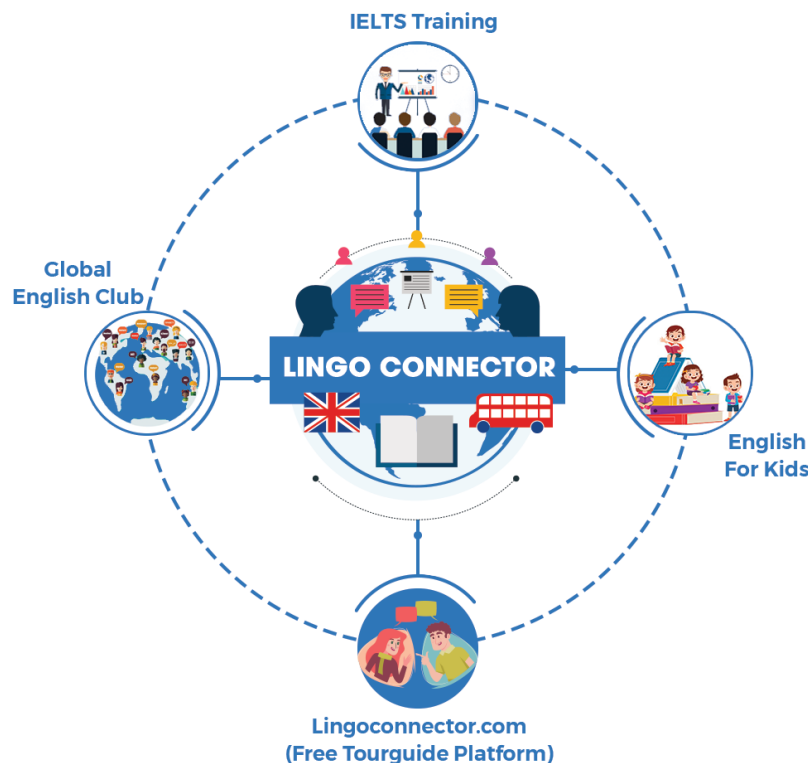 IELTS Training
Global
English Club
LINGO CONNECTOR
English
For Kids
Lingoconnector.com
(Free Tourguide Platform)